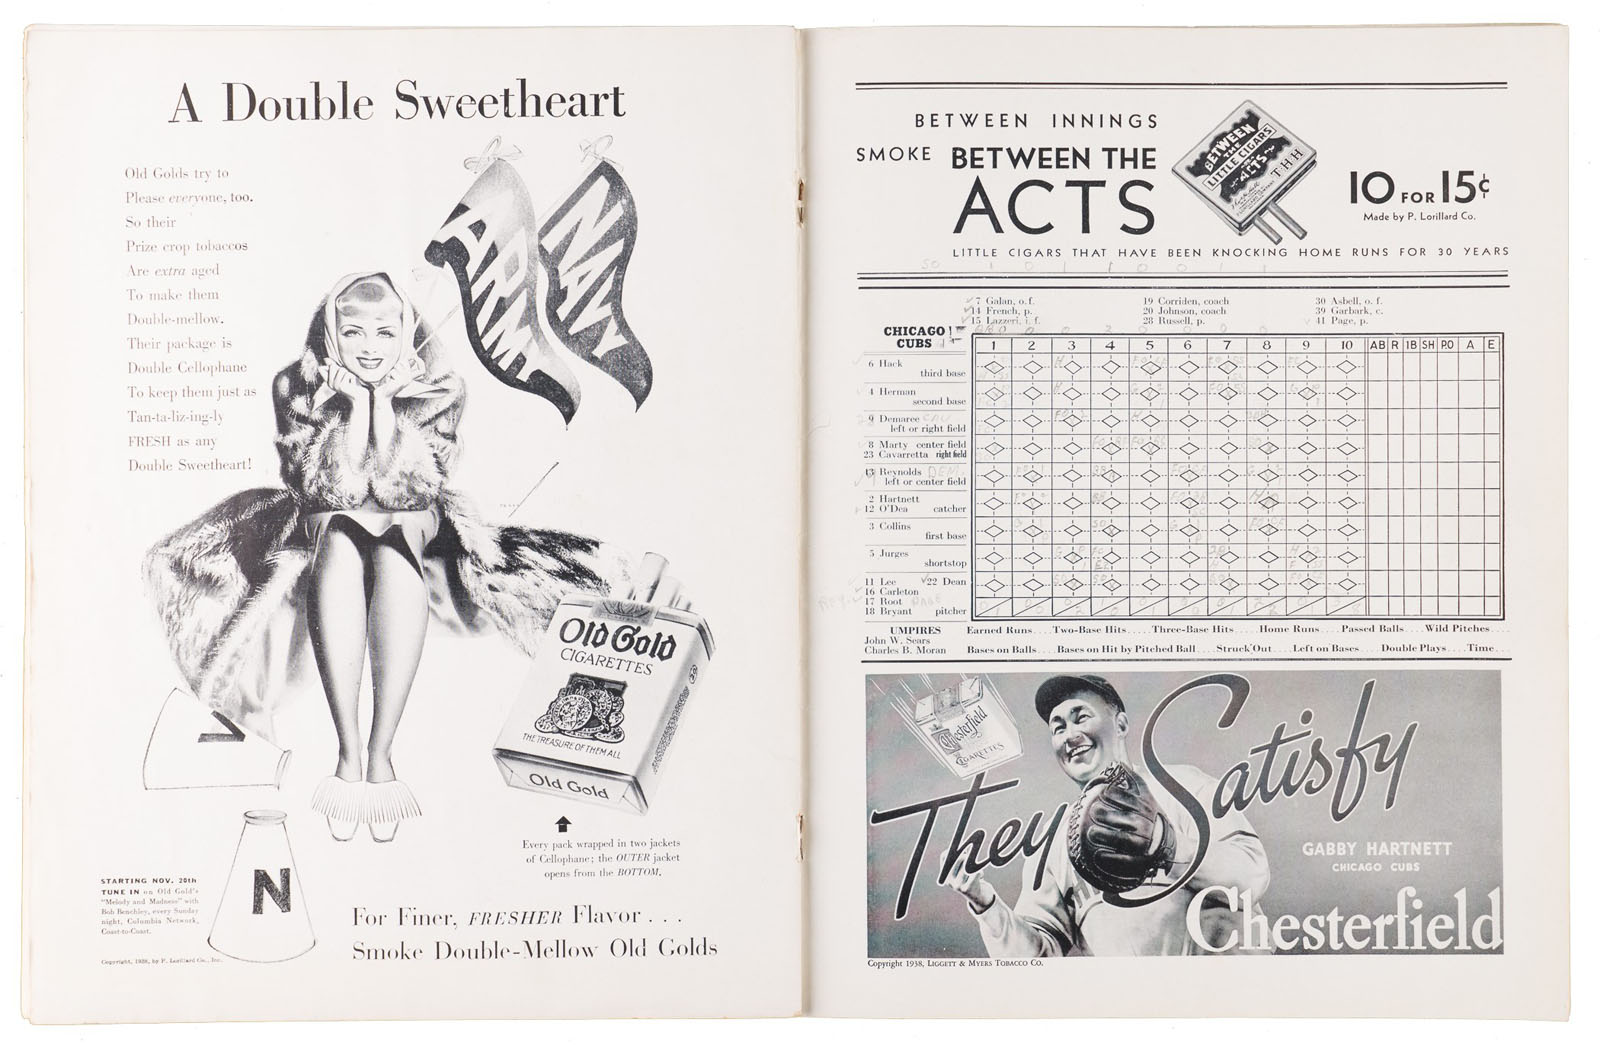 A Double Sweetheart
Old Golds try to
Please everyone, too.
So their
Prize crop tobaccos
Are extra aged
To make them
Double-mellow.
Their package is
Double Cellophane
To keep them just as
Tan-ta-liz-ing-ly
FRESH as any
Double Sweetheart!
ARMY
NAVY
Old Gold
CIGARETTES
THE TREASURE OF THEM ALL
Old Gold
Every pack wrapped in two jackets
of Cellophane; the OUTER jacket
opens from the BOTTOM.
N
STARTING NOV. 20th
TUNE IN on Old Gold's
"Melody and Madness" with
Bob Benchley, every Sunday
night, Columbia Network,
Coast-to-Coast.
Copyright, 1938, by P. Lorillard Co., Inc.
For Finer, FRESHER Flavor . . .
Smoke Double-Mellow Old Golds
BETWEEN INNINGS
SMOKE BETWEEN THE
ACTS
BETWEEN
THE
LITTLE CIGARS
ACTS
T·H·H
10 FOR 15¢
Made by P. Lorillard Co.
LITTLE CIGARS THAT HAVE BEEN KNOCKING HOME RUNS FOR 30 YEARS
7 Galan, o. f. 19 Corriden, coach 30 Asbell, o. f.
14 French, p. 20 Johnson, coach 39 Garbark, c.
15 Lazzeri, i. f. 28 Russell, p. 41 Page, p.
CHICAGO
CUBS
1 2 3 4 5 6 7 8 9 10 AB R 1B SH PO A E
6 Hack
third base
4 Herman
second base
9 Demaree
left or right field
8 Marty center field
23 Cavarretta right field
13 Reynolds DEM.
left or center field
2 Hartnett
12 O'Dea catcher
3 Collins
first base
5 Jurges
shortstop
11 Lee 22 Dean
16 Carleton
17 Root PAGE
18 Bryant pitcher
UMPIRES
John W. Sears
Charles B. Moran
Earned Runs.... Two-Base Hits.... Three-Base Hits.... Home Runs.... Passed Balls.... Wild Pitches....
Bases on Balls.... Bases on Hit by Pitched Ball.... Struck Out.... Left on Bases.... Double Plays.... Time....
Chesterfield
CIGARETTES
They Satisfy
GABBY HARTNETT
CHICAGO CUBS
Chesterfield
Copyright 1938, LIGGETT & MYERS TOBACCO CO.